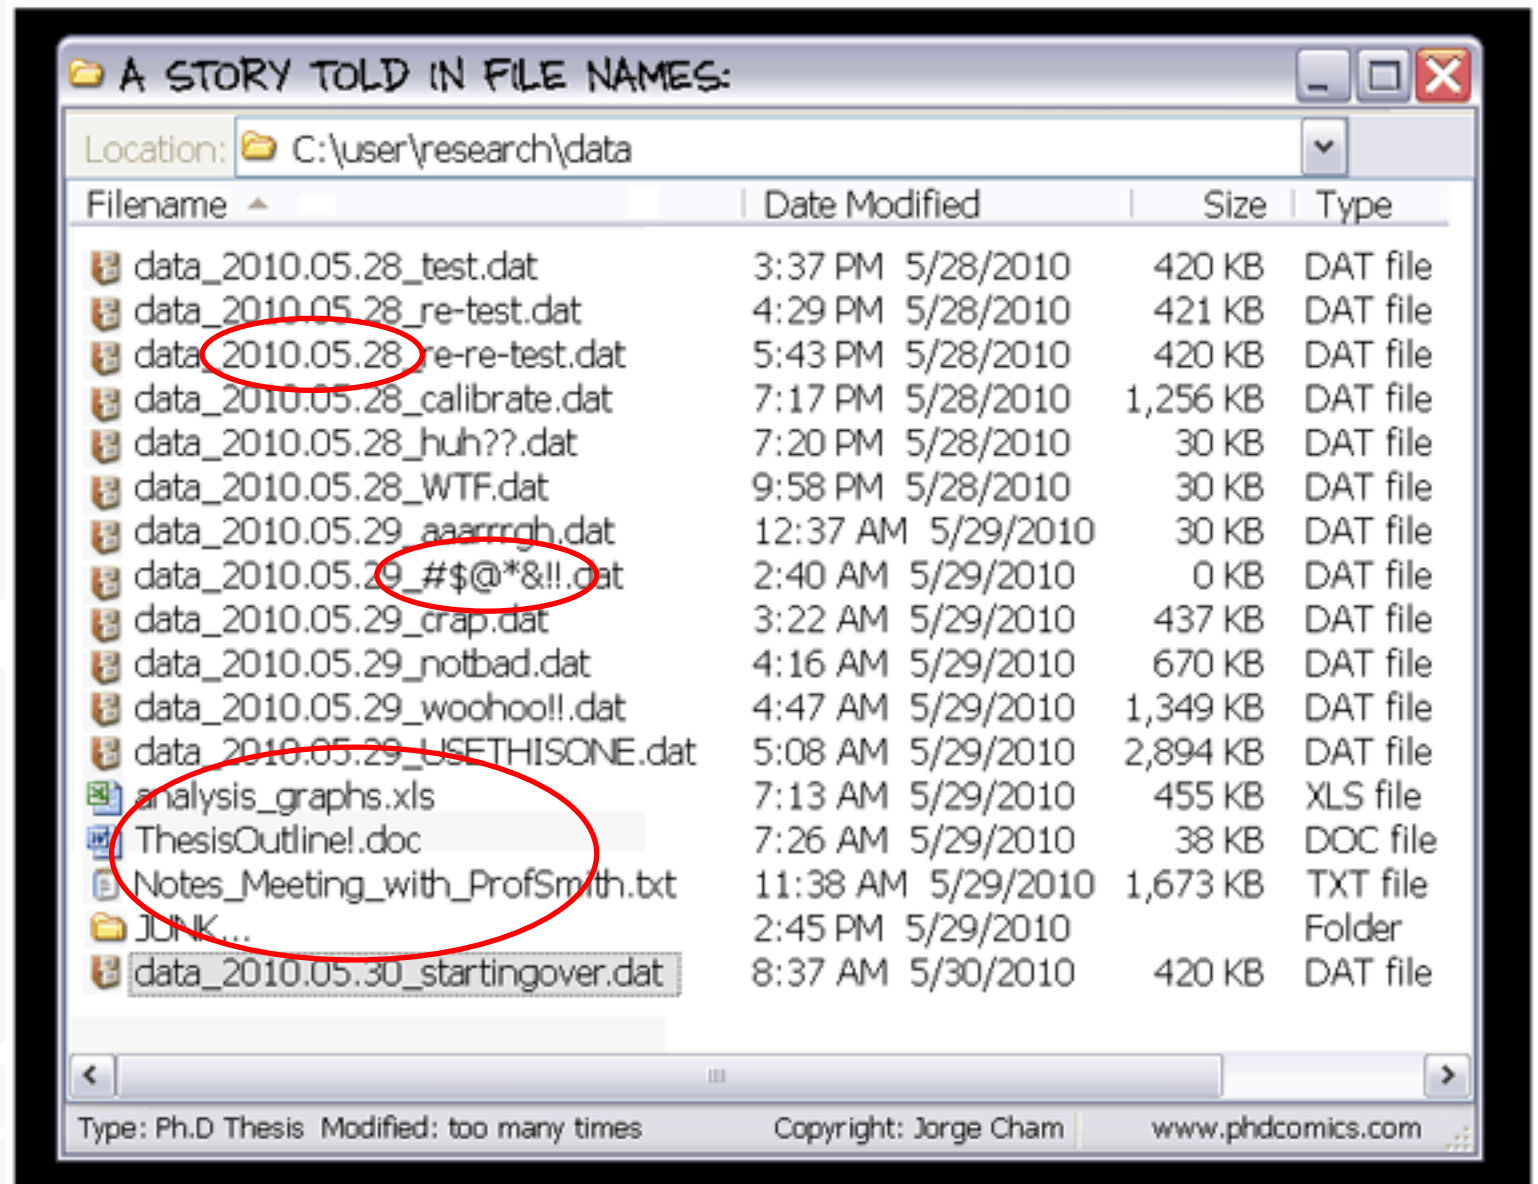 A STORY TOLD IN FILE NAMES:
Location: C:\user\research\data
Filename Date Modified Size Type
data_2010.05.28_test.dat 3:37 PM 5/28/2010 420 KB DAT file
data_2010.05.28_re-test.dat 4:29 PM 5/28/2010 421 KB DAT file
data_2010.05.28_re-re-test.dat 5:43 PM 5/28/2010 420 KB DAT file
data_2010.05.28_calibrate.dat 7:17 PM 5/28/2010 1,256 KB DAT file
data_2010.05.28_huh??.dat 7:20 PM 5/28/2010 30 KB DAT file
data_2010.05.28_WTF.dat 9:58 PM 5/28/2010 30 KB DAT file
data_2010.05.29_aaarrrgh.dat 12:37 AM 5/29/2010 30 KB DAT file
data_2010.05.29_#$@*&!!.dat 2:40 AM 5/29/2010 0 KB DAT file
data_2010.05.29_crap.dat 3:22 AM 5/29/2010 437 KB DAT file
data_2010.05.29_notbad.dat 4:16 AM 5/29/2010 670 KB DAT file
data_2010.05.29_woohoo!!.dat 4:47 AM 5/29/2010 1,349 KB DAT file
data_2010.05.29_USETHISONE.dat 5:08 AM 5/29/2010 2,894 KB DAT file
analysis_graphs.xls 7:13 AM 5/29/2010 455 KB XLS file
ThesisOutline!.doc 7:26 AM 5/29/2010 38 KB DOC file
Notes_Meeting_with_ProfSmith.txt 11:38 AM 5/29/2010 1,673 KB TXT file
JUNK... 2:45 PM 5/29/2010 Folder
data_2010.05.30_startingover.dat 8:37 AM 5/30/2010 420 KB DAT file
Type: Ph.D Thesis Modified: too many times Copyright: Jorge Cham www.phdcomics.com